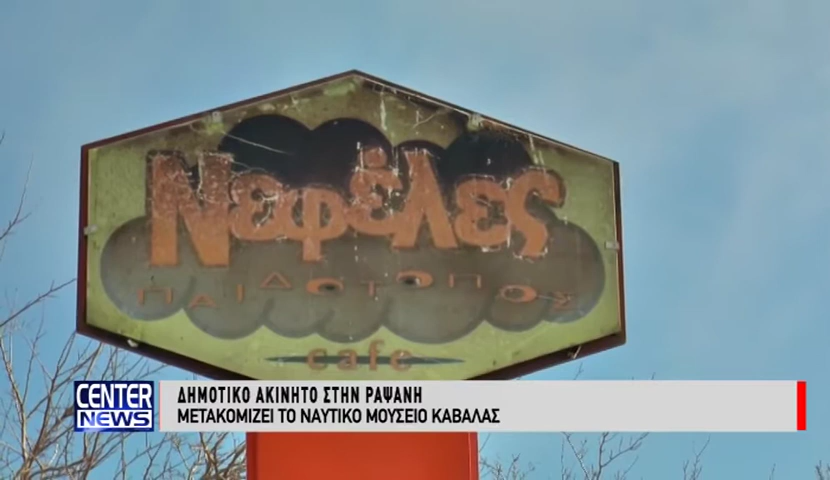 Νεφέλες
ΠΑΙΔΟΤΟΠΟΣ
cafe
CENTER
NEWS
ΔΗΜΟΤΙΚΟ ΑΚΙΝΗΤΟ ΣΤΗΝ ΡΑΨΑΝΗ
ΜΕΤΑΚΟΜΙΖΕΙ ΤΟ ΝΑΥΤΙΚΟ ΜΟΥΣΕΙΟ ΚΑΒΑΛΑΣ